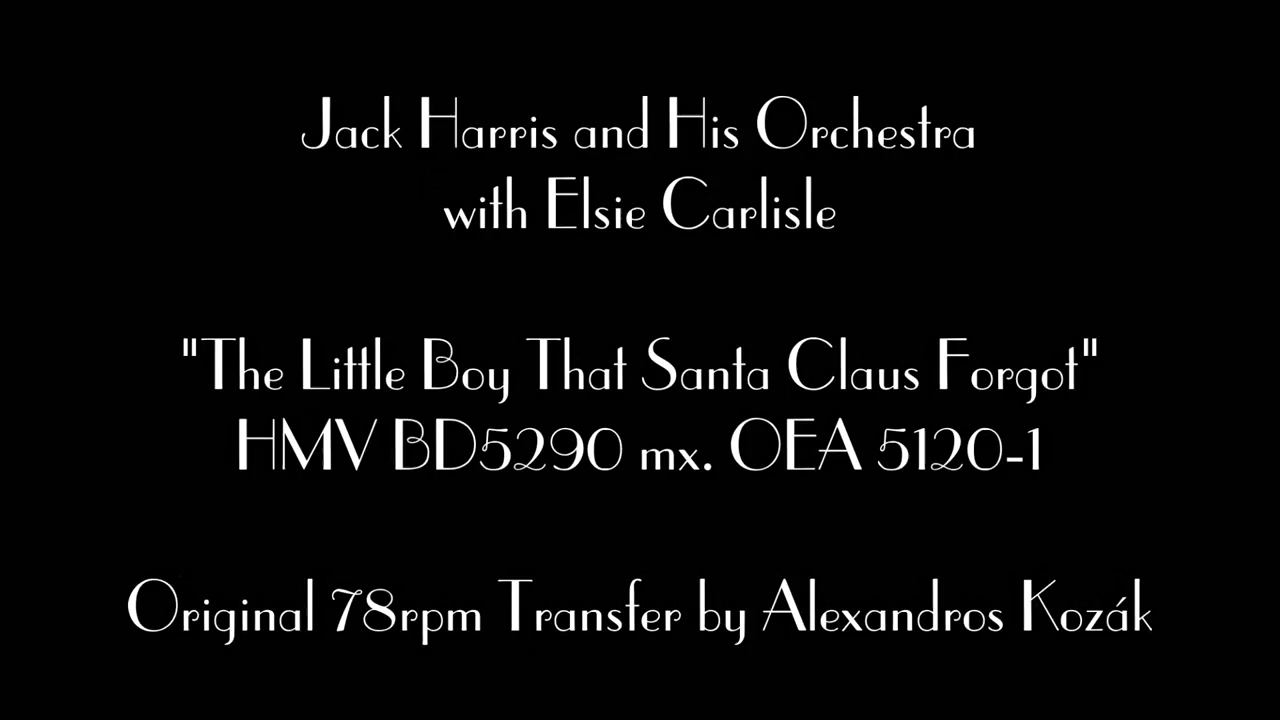 Jack Harris and His Orchestra
with Elsie Carlisle
"The Little Boy That Santa Claus Forgot"
HMV BD5290 mx. OEA 5120-1
Original 78rpm Transfer by Alexandros Kozák